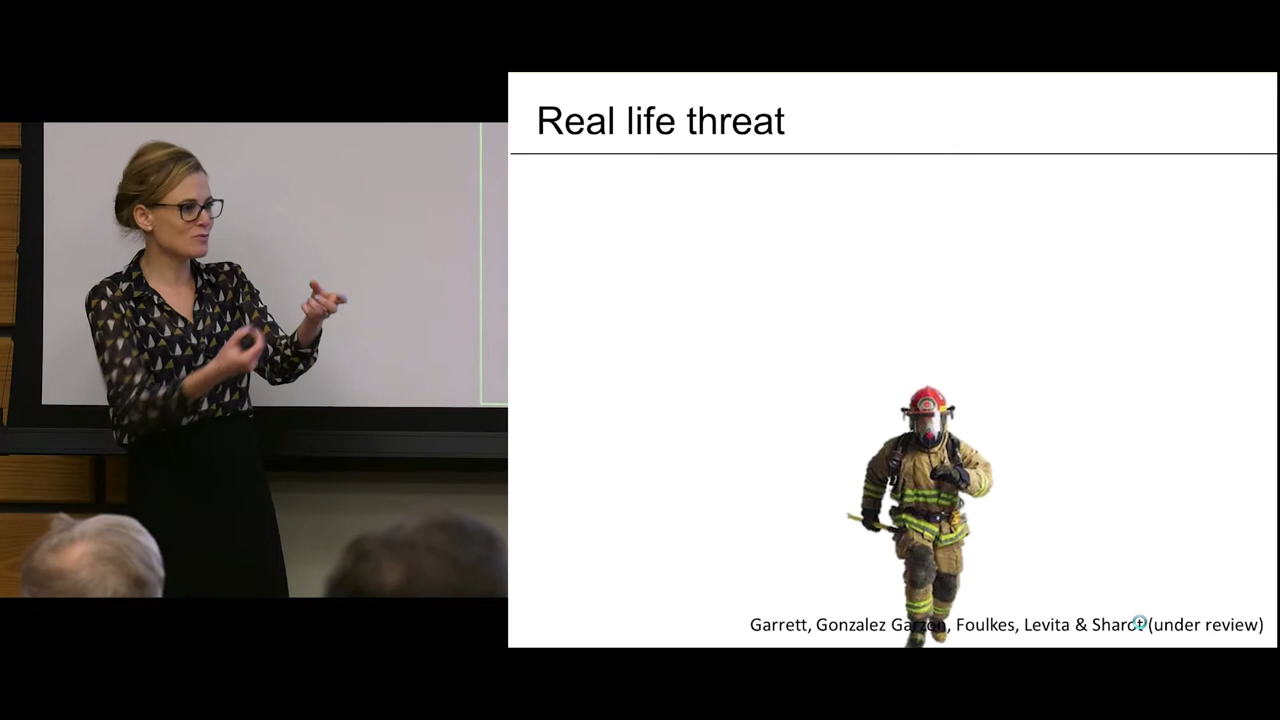 Real life threat
Garrett, Gonzalez Garzon, Foulkes, Levita & Sharot (under review)